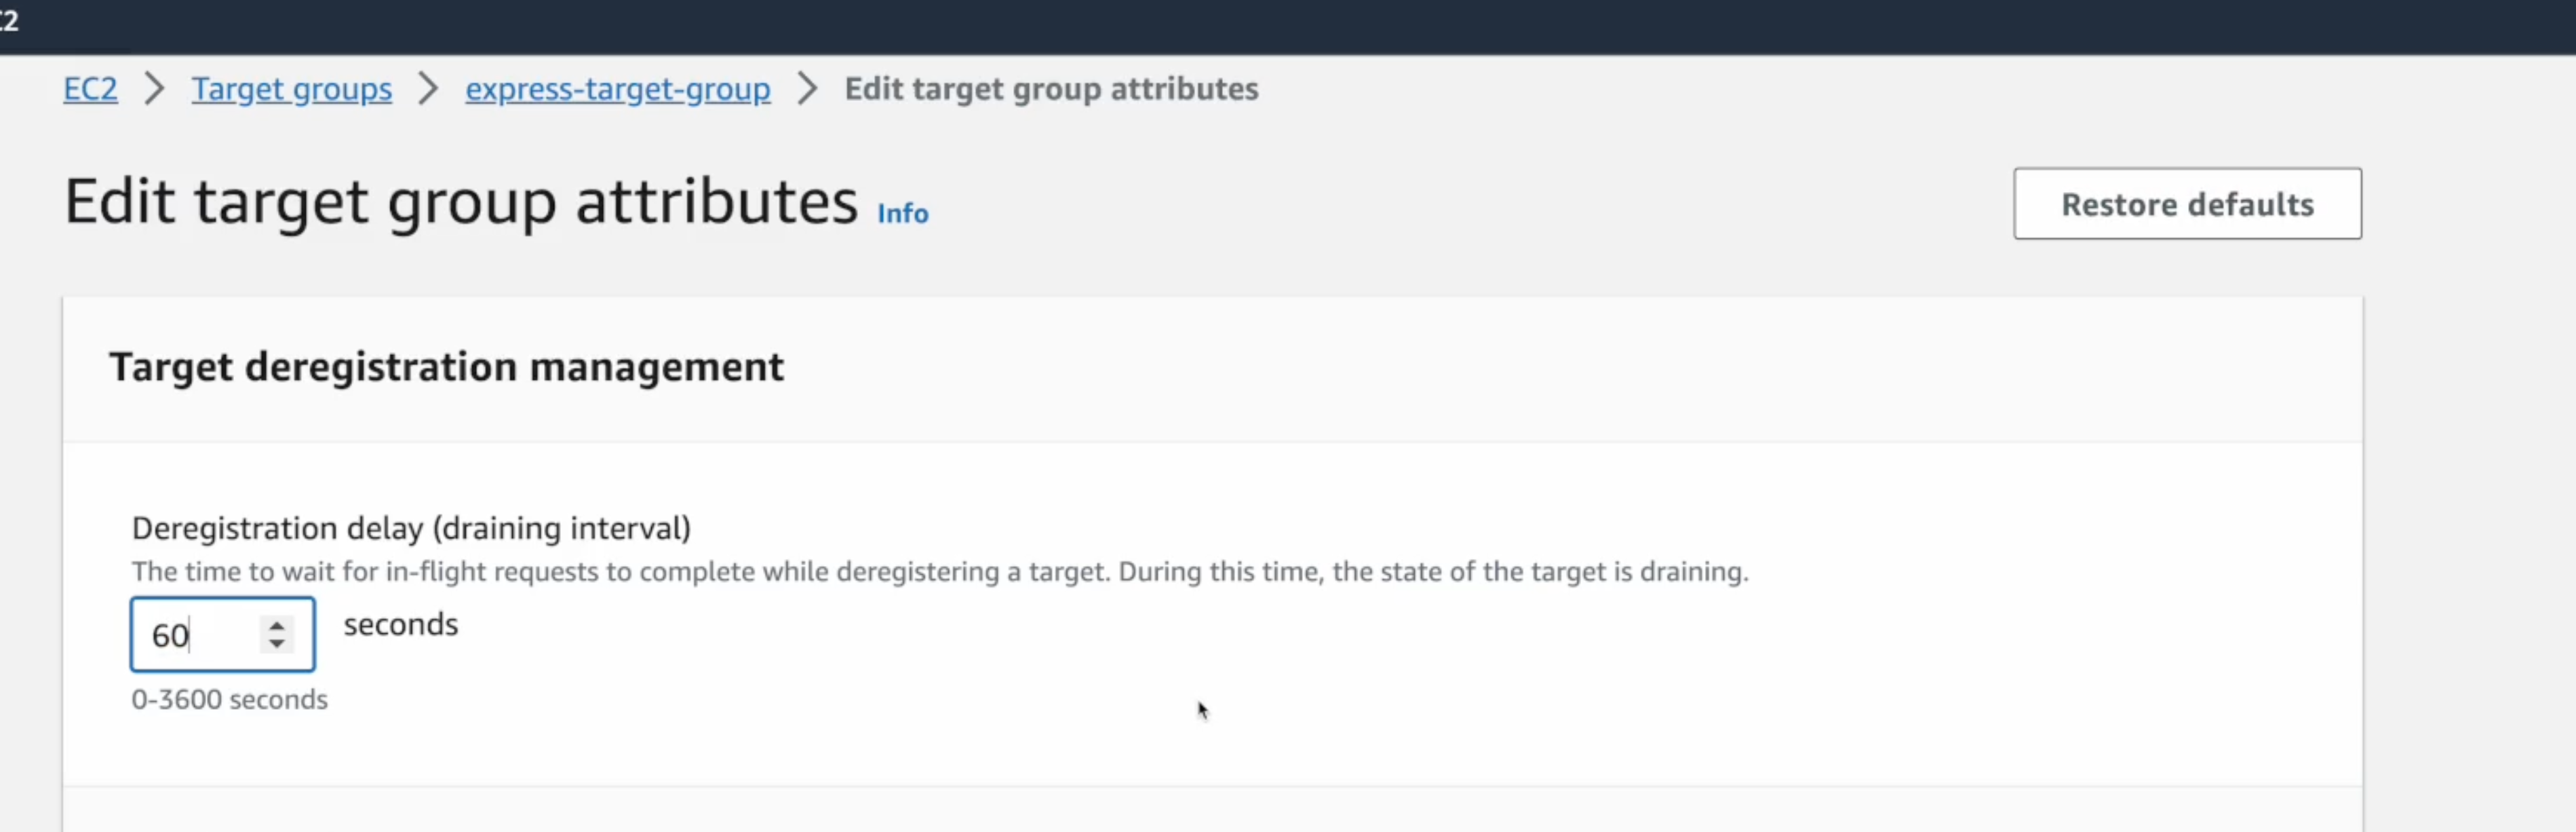 EC2 > Target groups > express-target-group > Edit target group attributes
Edit target group attributes Info
Restore defaults
Target deregistration management
Deregistration delay (draining interval)
The time to wait for in-flight requests to complete while deregistering a target. During this time, the state of the target is draining.
60 seconds
0-3600 seconds